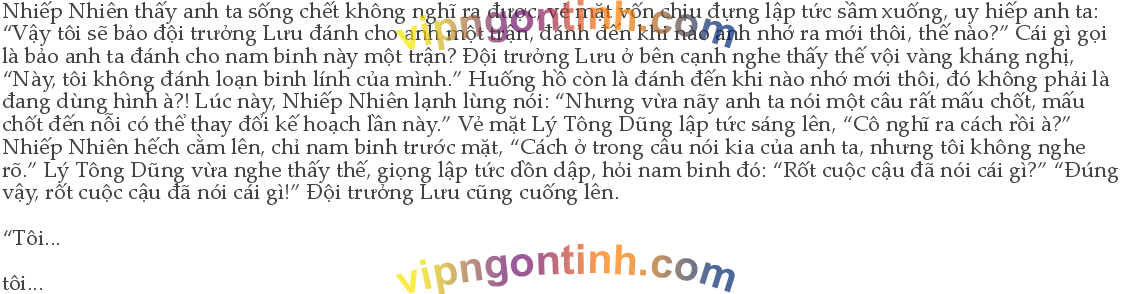 Nhiếp Nhiên thấy anh ta sống chết không nghĩ ra được, vẻ mặt vốn chịu đựng lập tức sầm xuống, uy hiếp anh ta:
“Vậy tôi sẽ bảo đội trưởng Lưu đánh cho anh một trận, đánh đến khi nào anh nhớ ra mới thôi, thế nào?” Cái gì gọi
vipngontinh.com
là bảo anh ta đánh cho nam binh này một trận? Đội trưởng Lưu ở bên cạnh nghe thấy thế vội vàng kháng nghị,
“Này, tôi không đánh loạn binh lính của mình.” Huống hồ còn là đánh đến khi nào nhớ mới thôi, đó không phải là
đang dùng hình à?! Lúc này, Nhiếp Nhiên lạnh lùng nói: “Nhưng vừa nãy anh ta nói một câu rất mấu chốt, mấu
chốt đến nỗi có thể thay đổi kế hoạch lần này.” Vẻ mặt Lý Tông Dũng lập tức sáng lên, “Cô nghĩ ra cách rồi à?”
Nhiếp Nhiên hếch cằm lên, chỉ nam binh trước mặt, “Cách ở trong câu nói kia của anh ta, nhưng tôi không nghe
rõ.” Lý Tông Dũng vừa nghe thấy thế, giọng lập tức dồn dập, hỏi nam binh đó: “Rốt cuộc cậu đã nói cái gì?” “Đúng
vậy, rốt cuộc cậu đã nói cái gì!” Đội trưởng Lưu cũng cuống lên.
“Tôi...
vipngontinh.com
tôi...